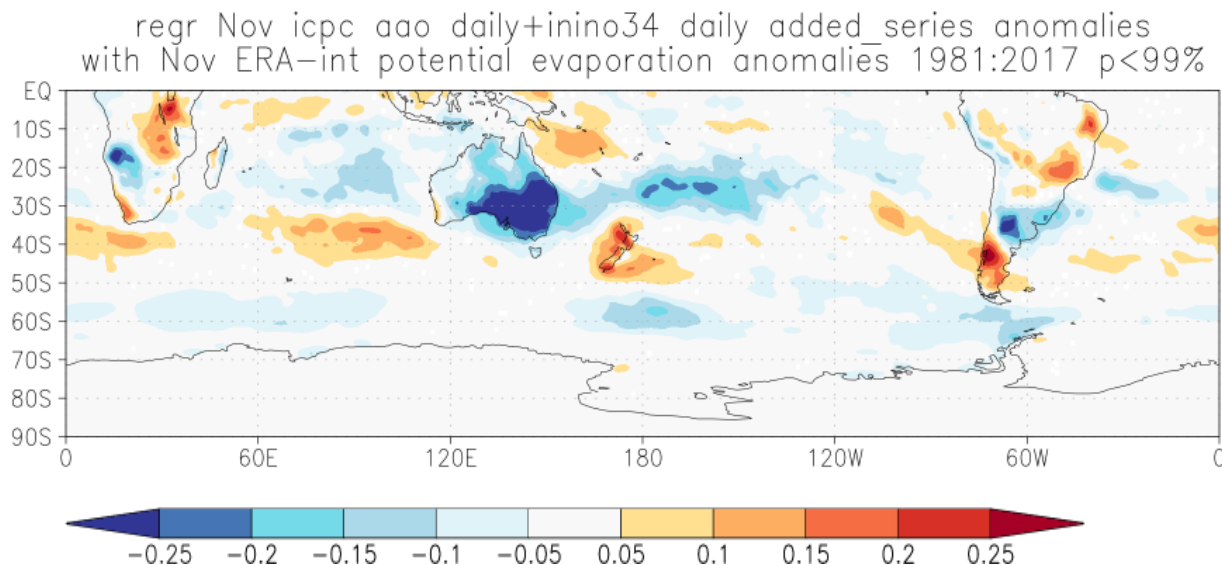 regr Nov icpc aao daily+inino34 daily added_series anomalies
with Nov ERA-int potential evaporation anomalies 1981:2017 p<99%
EQ
10S
20S
30S
40S
50S
60S
70S
80S
90S
0 60E 120E 180 120W 60W 0
-0.25 -0.2 -0.15 -0.1 -0.05 0.05 0.1 0.15 0.2 0.25